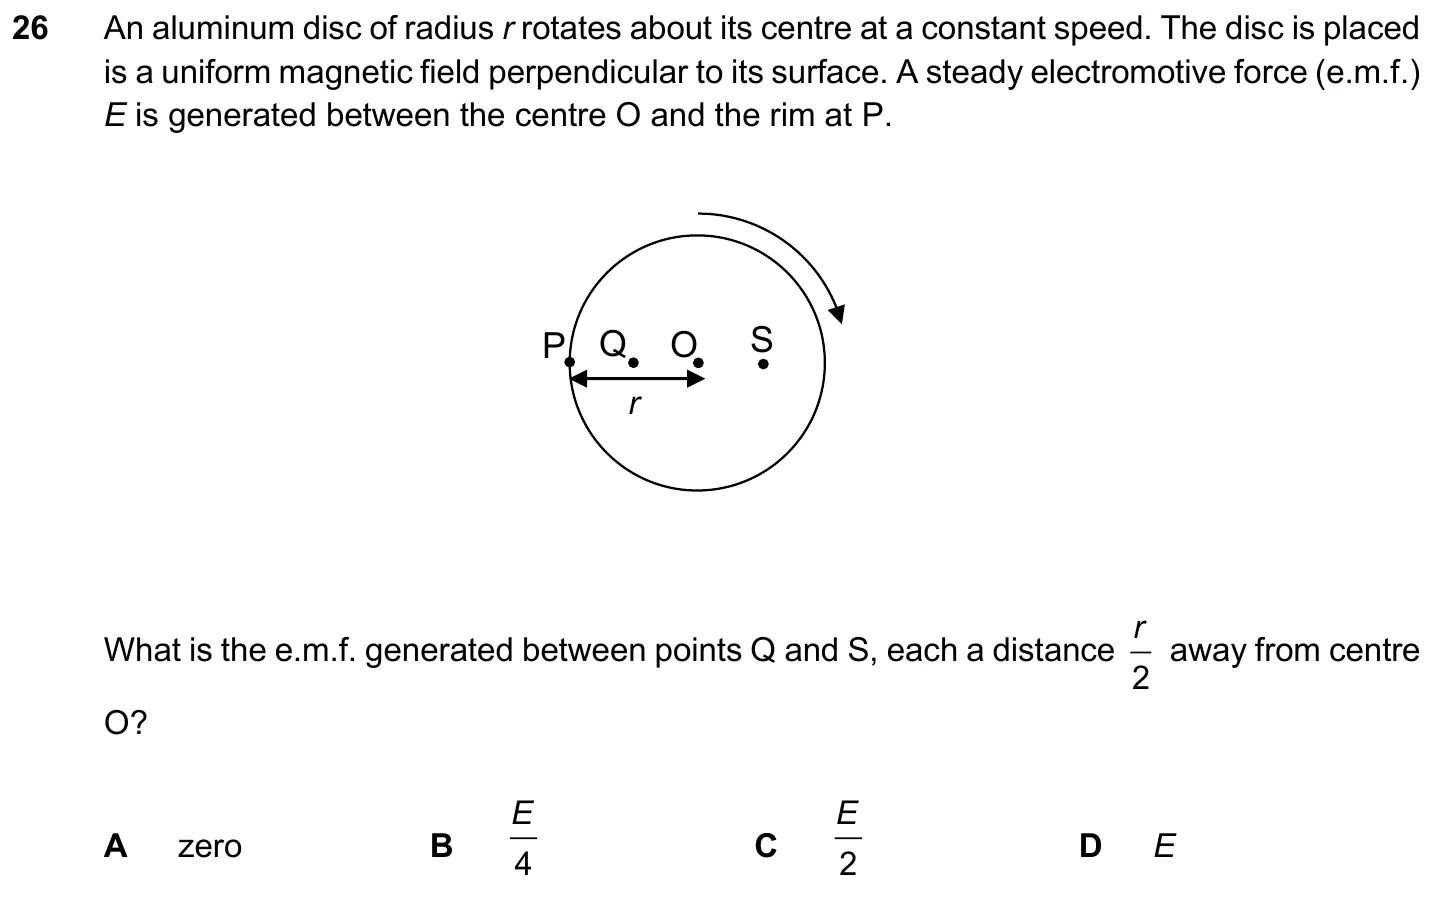 26 An aluminum disc of radius r rotates about its centre at a constant speed. The disc is placed
is a uniform magnetic field perpendicular to its surface. A steady electromotive force (e.m.f.)
E is generated between the centre O and the rim at P.
P Q O S
r
What is the e.m.f. generated between points Q and S, each a distance r/2 away from centre
O?
A zero B E/4 C E/2 D E